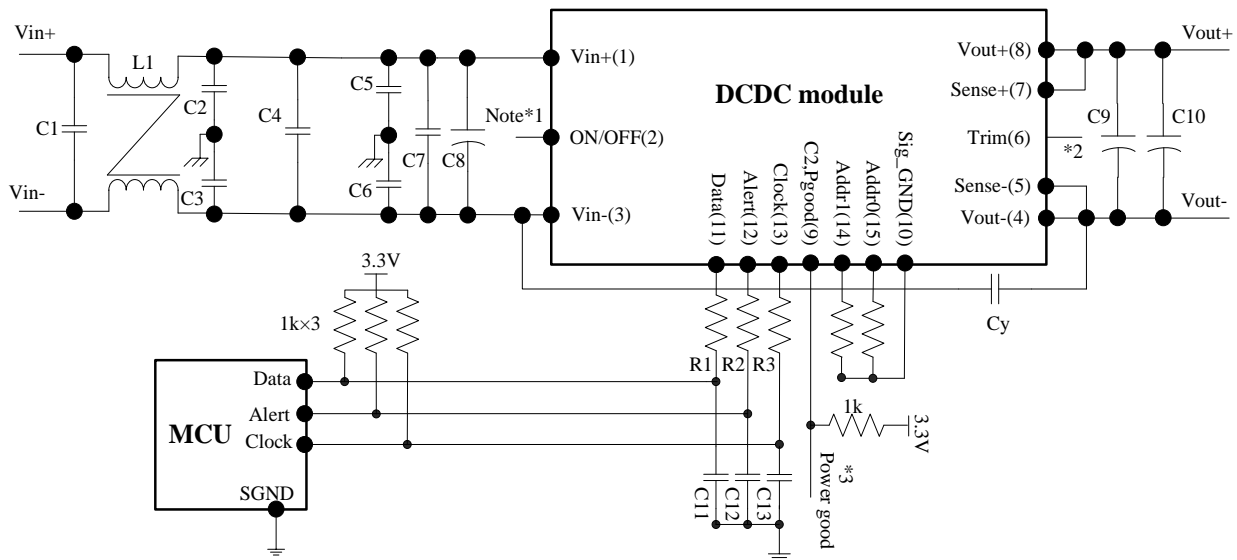 Vin+
L1
C1
C2
C3
C4
C5
C6
C7
C8
Vin-
Note*1
Vin+(1)
ON/OFF(2)
Vin-(3)
DCDC module
Vout+(8)
Sense+(7)
Trim(6)
Sense-(5)
Vout-(4)
Data(11)
Alert(12)
Clock(13)
C2,Pgood(9)
Addr1(14)
Addr0(15)
Sig_GND(10)
Vout+
C9
C10
*2
Vout-
Cy
3.3V
1k×3
R1
R2
R3
MCU
Data
Alert
Clock
SGND
C11
C12
C13
1k
3.3V
*3
Power good